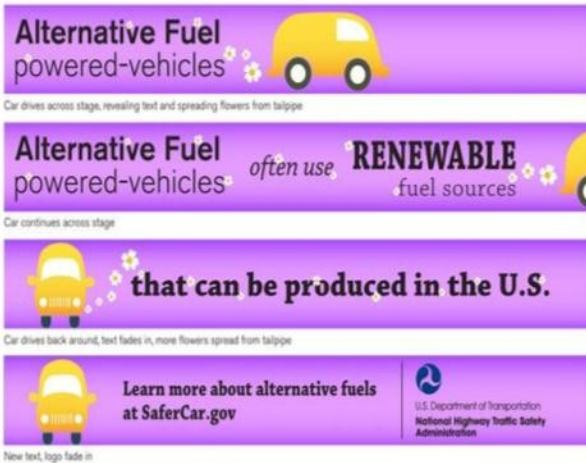 Alternative Fuel
powered-vehicles
Car drives across stage, revealing text and spreading flowers from tailpipe
Alternative Fuel
powered-vehicles
often use RENEWABLE
fuel sources
Car continues across stage
that can be produced in the U.S.
Car drives back around, text fades in, more flowers spread from tailpipe
Learn more about alternative fuels
at SaferCar.gov
U.S. Department of Transportation
National Highway Traffic Safety
Administration
New text, logo fade in